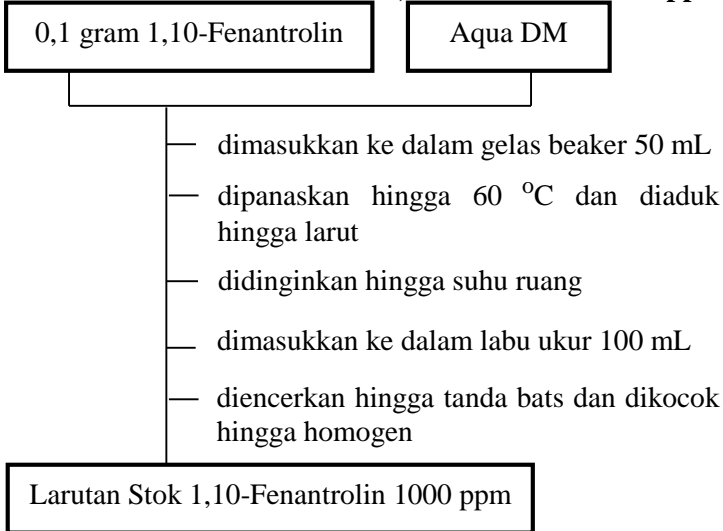 0,1 gram 1,10-Fenantrolin
Aqua DM
dimasukkan ke dalam gelas beaker 50 mL
dipanaskan hingga 60 °C dan diaduk
hingga larut
didinginkan hingga suhu ruang
dimasukkan ke dalam labu ukur 100 mL
diencerkan hingga tanda bats dan dikocok
hingga homogen
Larutan Stok 1,10-Fenantrolin 1000 ppm